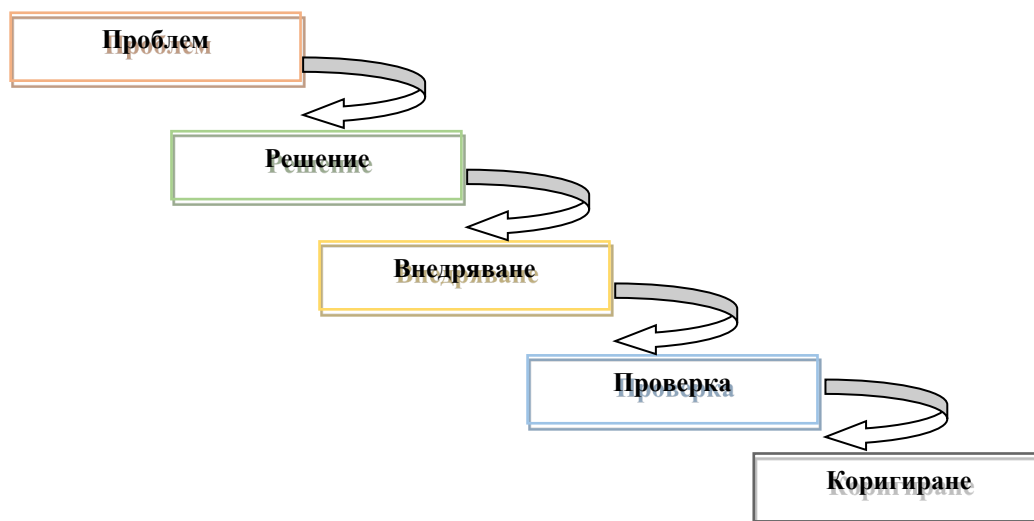 Проблем
Решение
Внедряване
Проверка
Коригиране